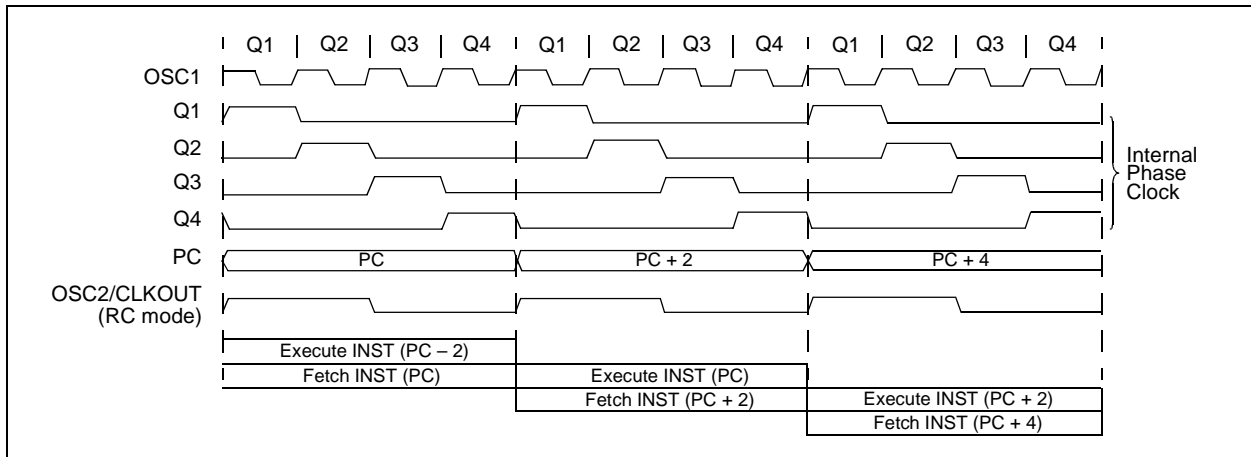 Q1 Q2 Q3 Q4 Q1 Q2 Q3 Q4 Q1 Q2 Q3 Q4
OSC1
Q1
Q2
Q3
Q4
Internal
Phase
Clock
PC PC PC + 2 PC + 4
OSC2/CLKOUT
(RC mode)
Execute INST (PC – 2)
Fetch INST (PC) Execute INST (PC)
Fetch INST (PC + 2) Execute INST (PC + 2)
Fetch INST (PC + 4)